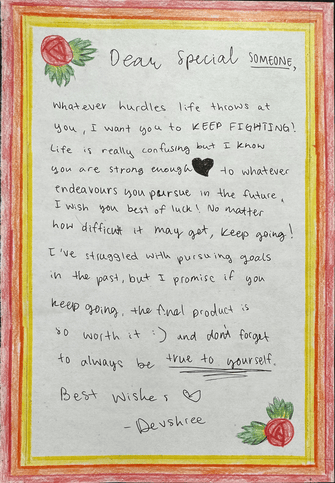 Dear Special SOMEONE,
Whatever hurdles life throws at
you, I want you to KEEP FIGHTING!
Life is really confusing but I know
you are strong enough ♥ to whatever
endeavours you pursue in the future,
I wish you best of luck! No matter
how difficult it may get, keep going!
I've struggled with pursuing goals
in the past, but I promise if you
keep going, the final product is
so worth it :) and don't forget
to always be true to yourself.
Best Wishes ♡
- Devshree